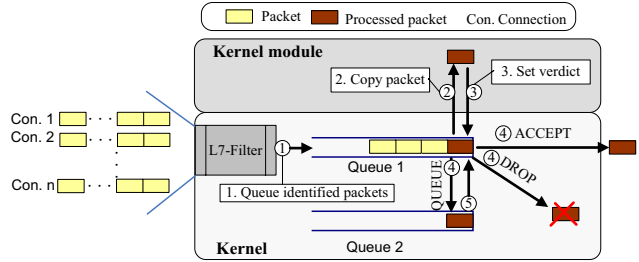 Packet Processed packet Con. Connection
Kernel module
2. Copy packet
3. Set verdict
2
3
Con. 1
Con. 2
Con. n
L7-Filter
1
4 ACCEPT
Queue 1
QUEUE
4
4 DROP
5
1. Queue identified packets
Kernel
Queue 2